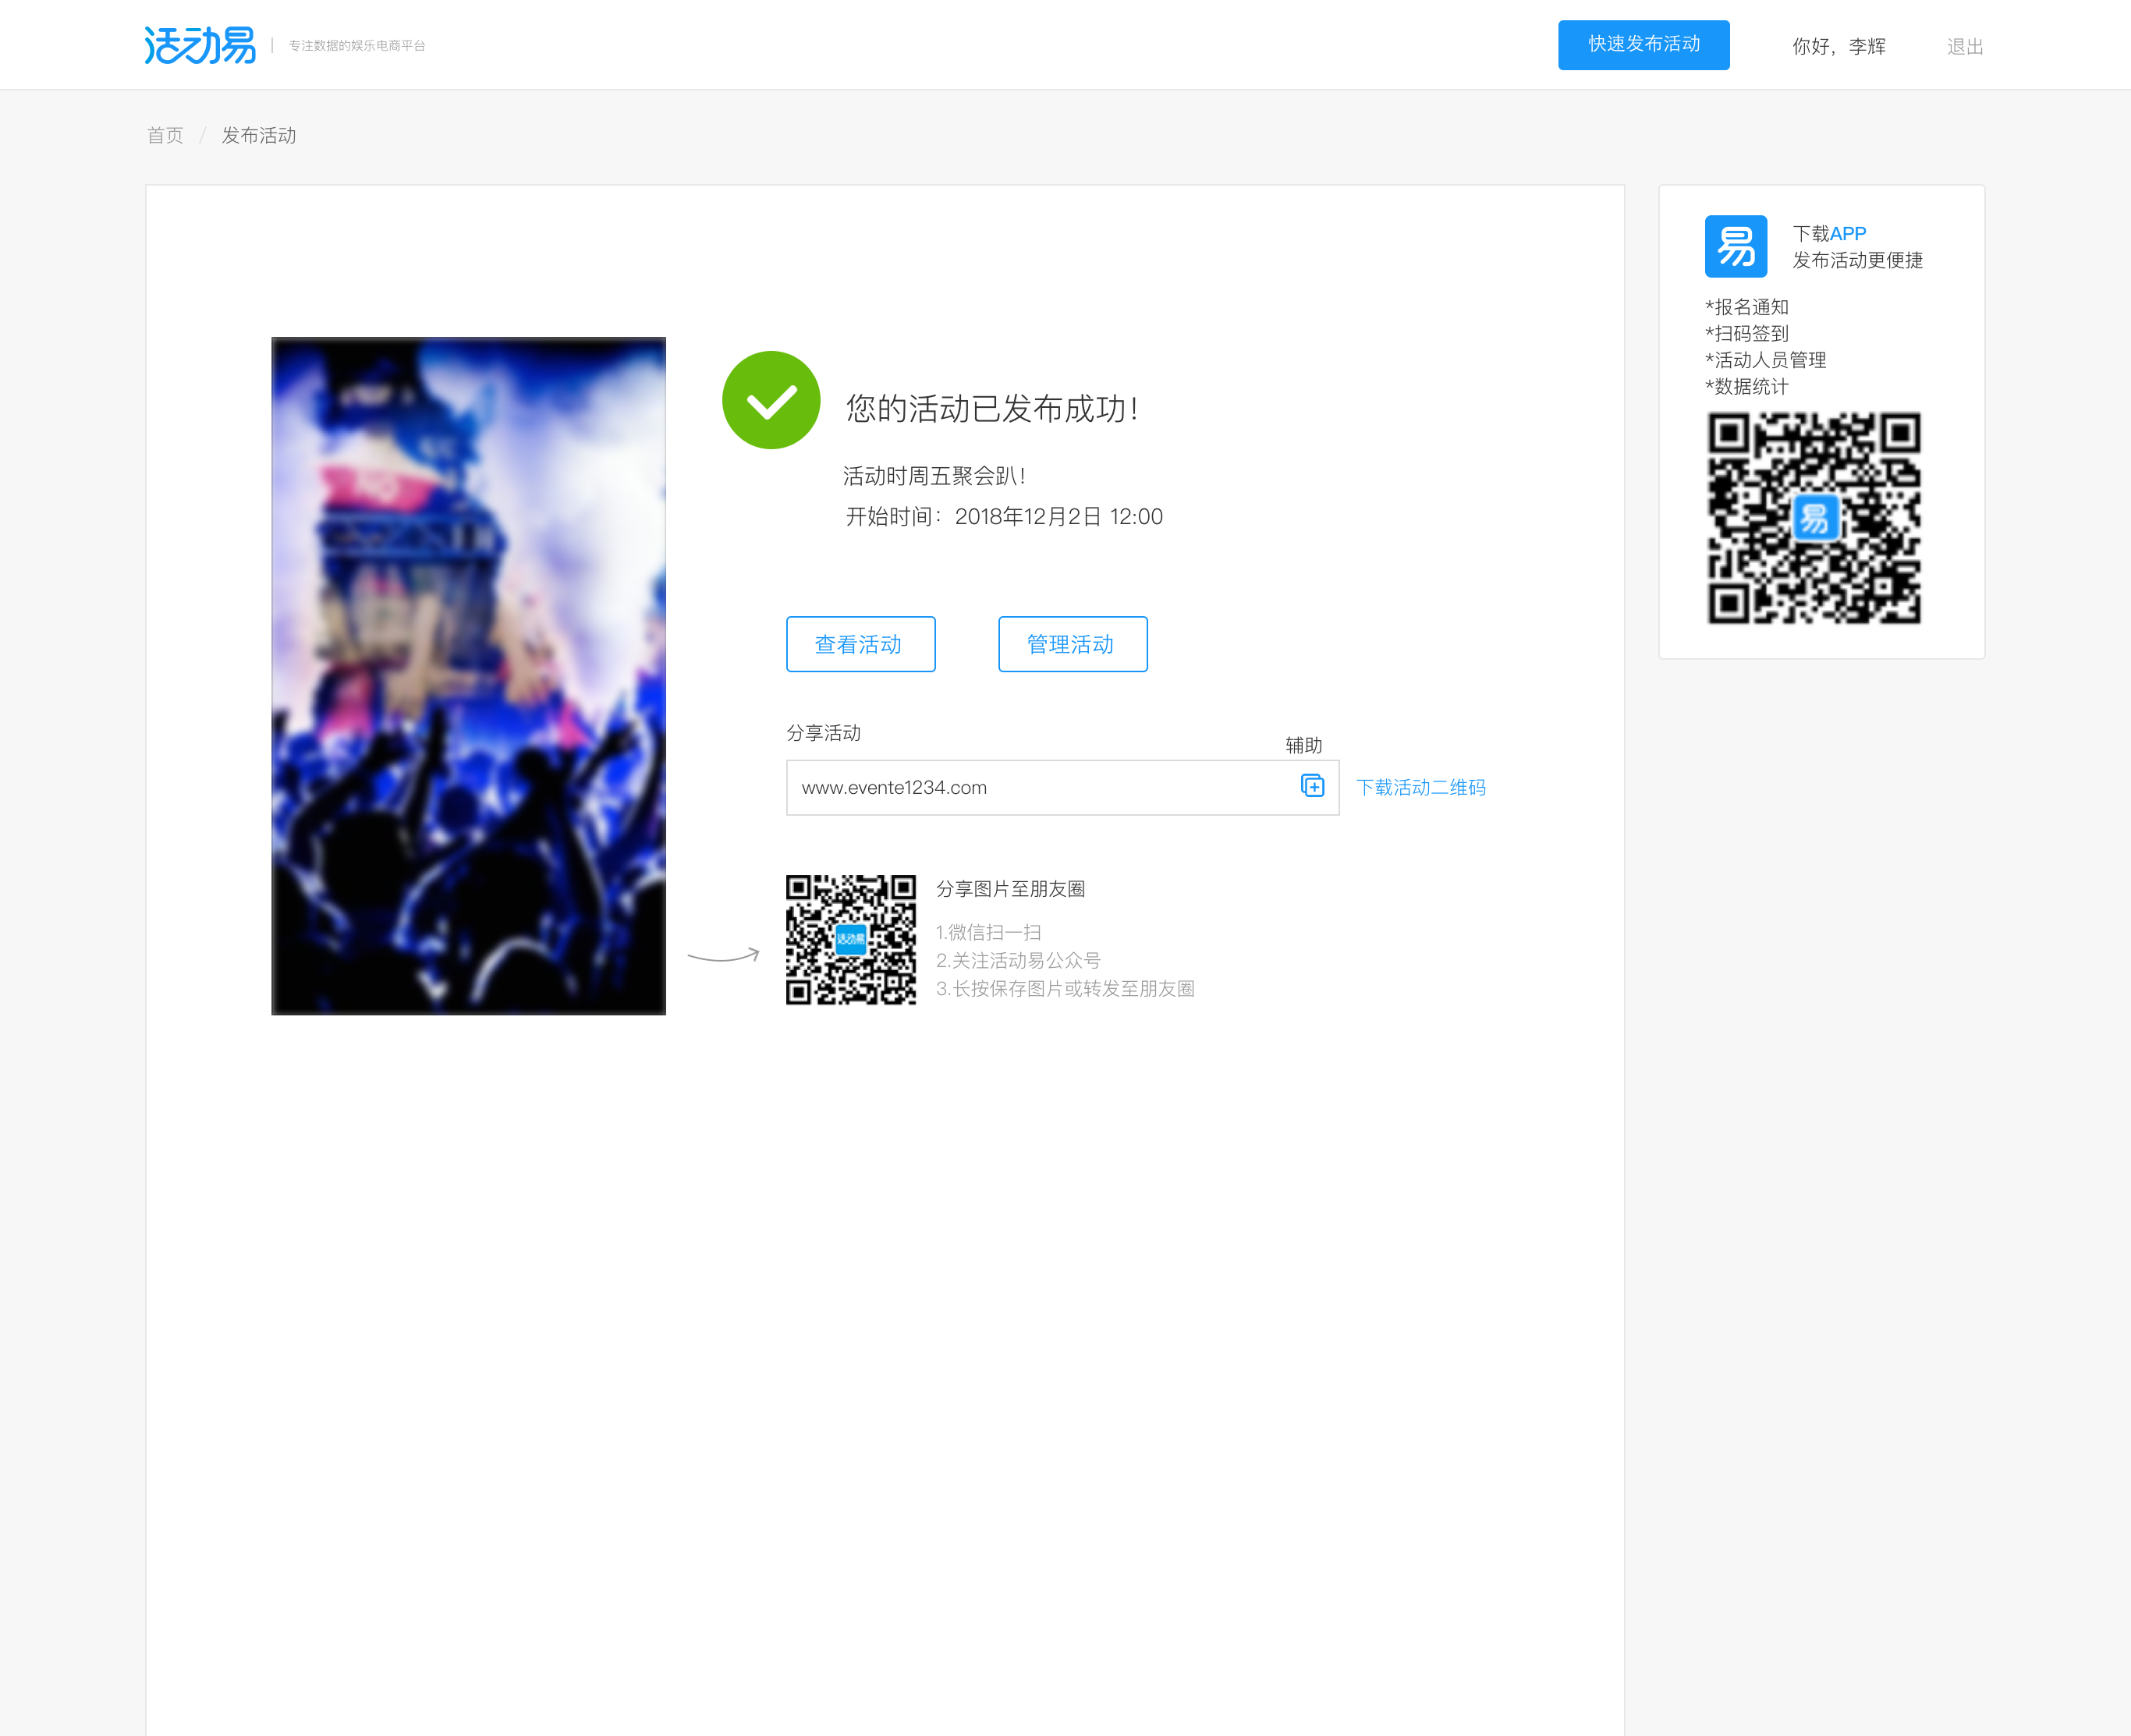 活动易
专注数据的娱乐电商平台
快速发布活动
你好，李辉
退出
首页 / 发布活动
您的活动已发布成功！
活动时周五聚会趴！
开始时间：2018年12月2日 12:00
查看活动
管理活动
分享活动
辅助
www.evente1234.com
下载活动二维码
活动易
分享图片至朋友圈
1.微信扫一扫
2.关注活动易公众号
3.长按保存图片或转发至朋友圈
易
下载APP
发布活动更便捷
*报名通知
*扫码签到
*活动人员管理
*数据统计
易